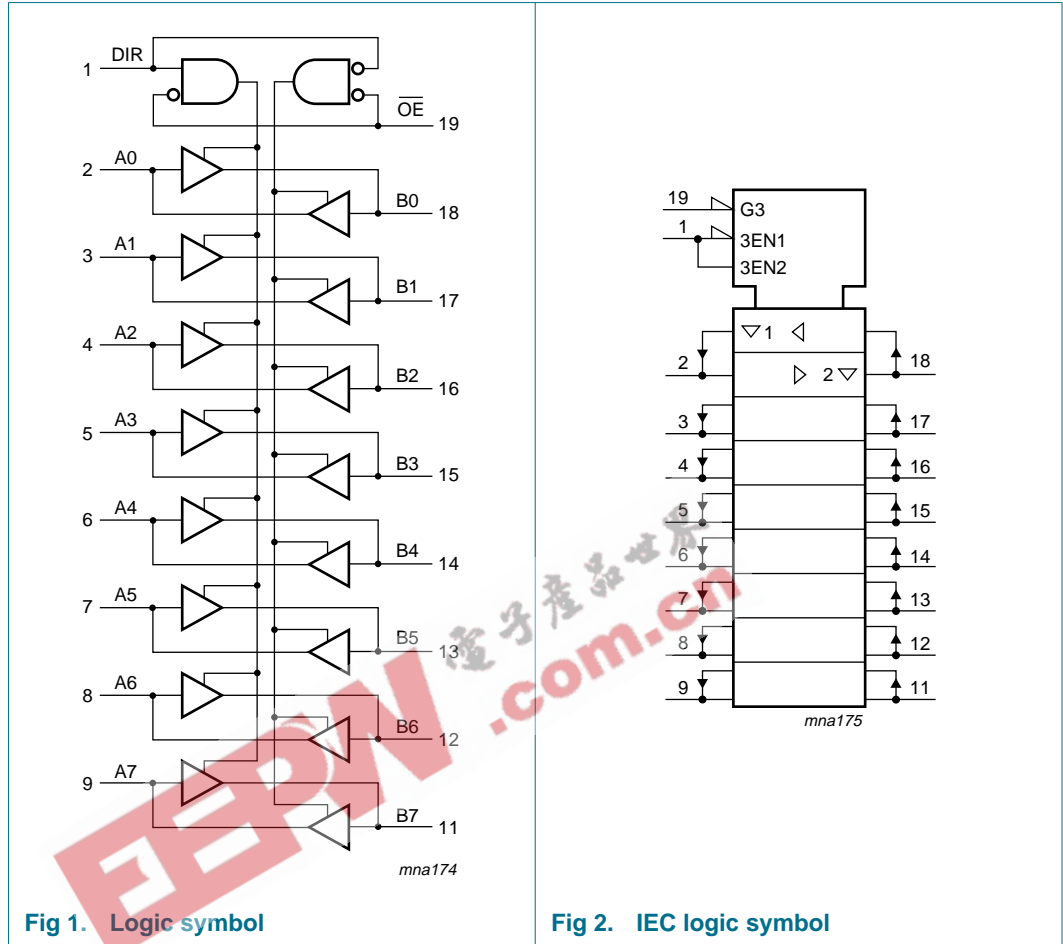 DIR
1
OE
19
A0
2
B0
18
A1
3
B1
17
A2
4
B2
16
A3
5
B3
15
A4
6
B4
14
A5
7
B5
13
A6
8
B6
12
A7
9
B7
11
mna174
Fig 1. Logic symbol
19
G3
1
3EN1
3EN2
1
2
18
2
3
17
4
16
5
15
6
14
7
13
8
12
9
11
mna175
Fig 2. IEC logic symbol
EEPW
.com.cn
電子產品世界